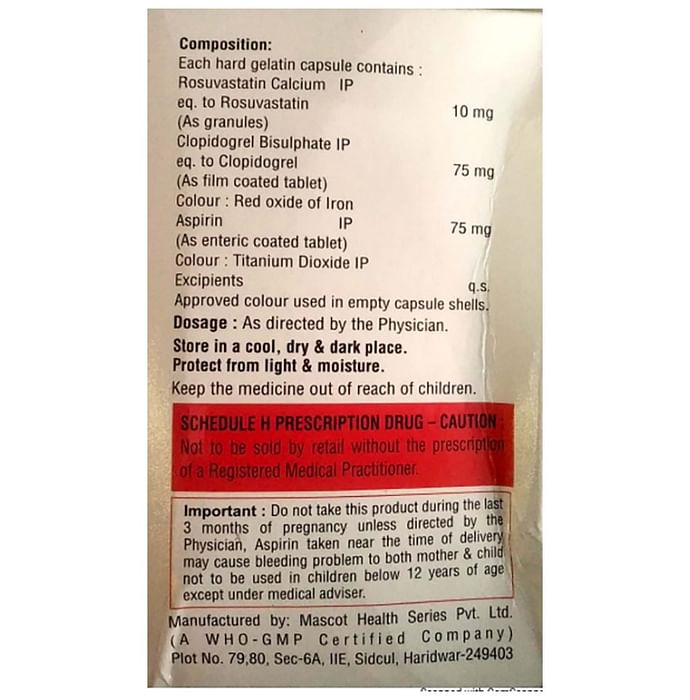 Composition:
Each hard gelatin capsule contains :
Rosuvastatin Calcium IP
eq. to Rosuvastatin 10 mg
(As granules)
Clopidogrel Bisulphate IP
eq. to Clopidogrel 75 mg
(As film coated tablet)
Colour : Red oxide of Iron
Aspirin IP 75 mg
(As enteric coated tablet)
Colour : Titanium Dioxide IP
Excipients q.s.
Approved colour used in empty capsule shells.
Dosage : As directed by the Physician.
Store in a cool, dry & dark place.
Protect from light & moisture.
Keep the medicine out of reach of children.
SCHEDULE H PRESCRIPTION DRUG – CAUTION :
Not to be sold by retail without the prescription
of a Registered Medical Practitioner.
Important : Do not take this product during the last
3 months of pregnancy unless directed by the
Physician, Aspirin taken near the time of delivery
may cause bleeding problem to both mother & child
not to be used in children below 12 years of age
except under medical adviser.
Manufactured by: Mascot Health Series Pvt. Ltd.
(A WHO-GMP Certified Company)
Plot No. 79,80, Sec-6A, IIE, Sidcul, Haridwar-249403